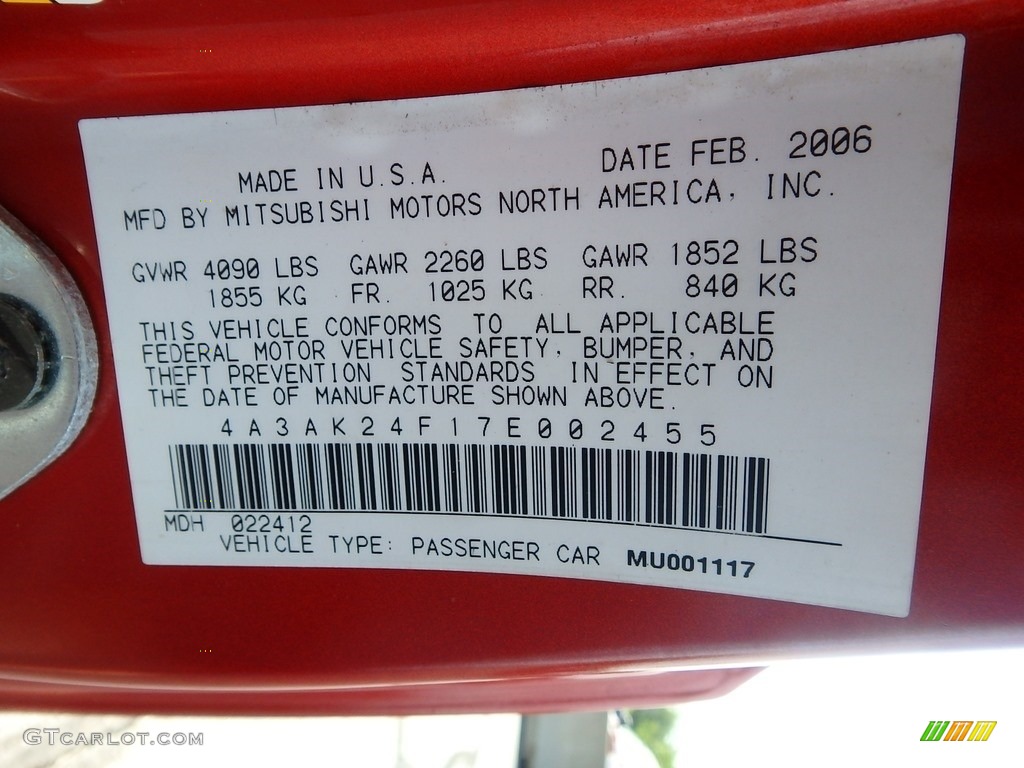 DATE FEB. 2006
MADE IN U.S.A.
MFD BY MITSUBISHI MOTORS NORTH AMERICA, INC.
GVWR 4090 LBS GAWR 2260 LBS GAWR 1852 LBS
1855 KG FR. 1025 KG RR. 840 KG
THIS VEHICLE CONFORMS TO ALL APPLICABLE
FEDERAL MOTOR VEHICLE SAFETY, BUMPER, AND
THEFT PREVENTION STANDARDS IN EFFECT ON
THE DATE OF MANUFACTURE SHOWN ABOVE.
4A3AK24F17E002455
MDH 022412
VEHICLE TYPE: PASSENGER CAR MU001117
GTCARLOT.COM